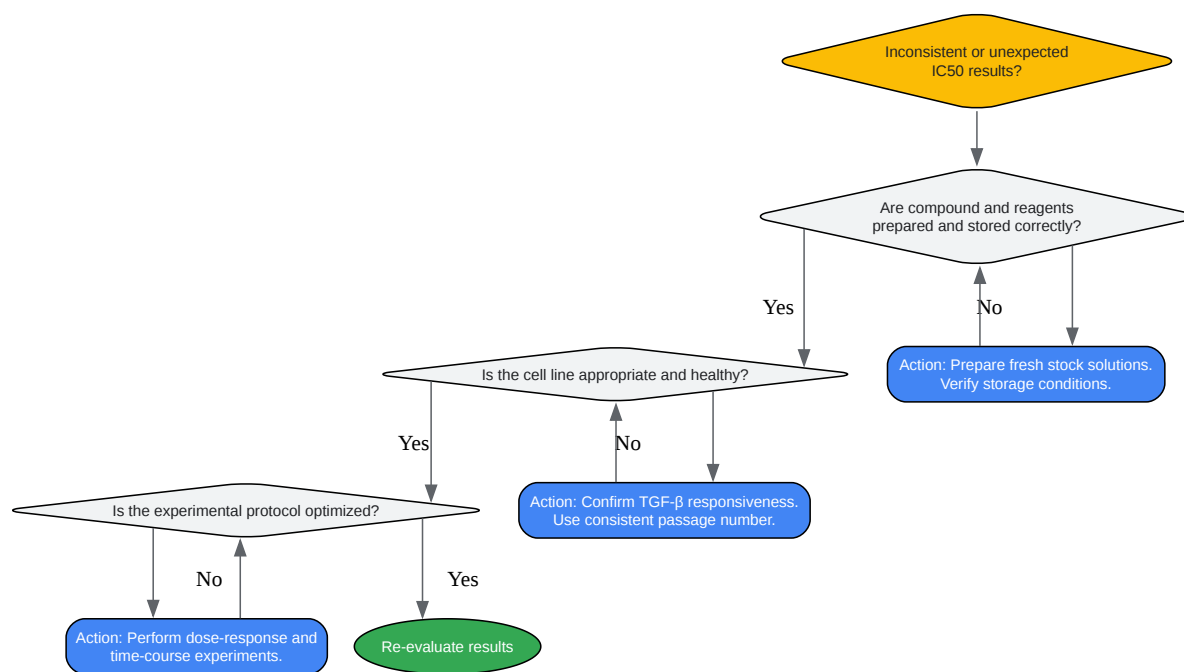 Inconsistent or unexpected
IC50 results?
Are compound and reagents
prepared and stored correctly?
Yes
No
Action: Prepare fresh stock solutions.
Verify storage conditions.
Is the cell line appropriate and healthy?
Yes
No
Action: Confirm TGF-β responsiveness.
Use consistent passage number.
Is the experimental protocol optimized?
No
Yes
Action: Perform dose-response and
time-course experiments.
Re-evaluate results